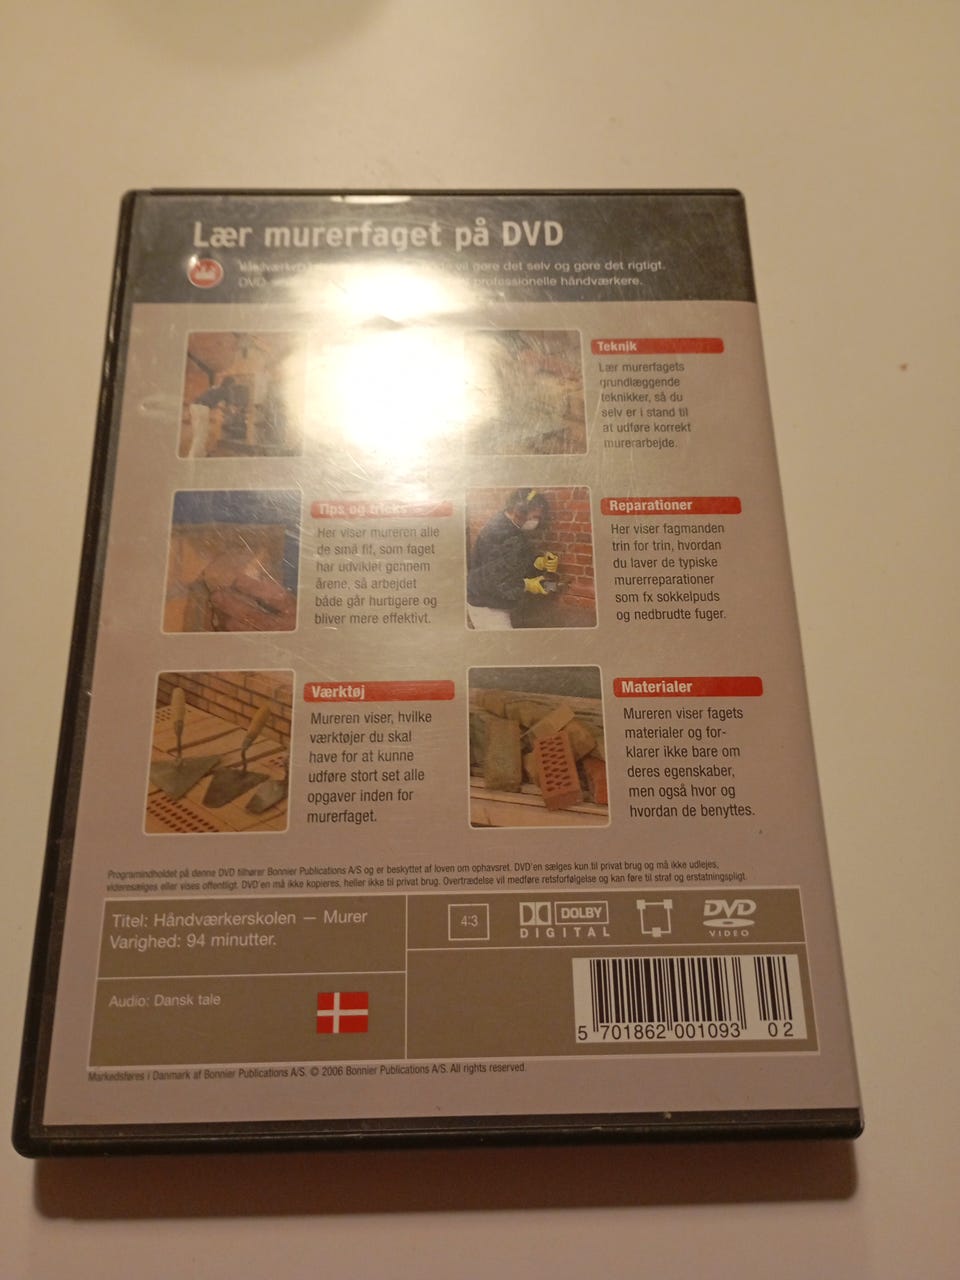 Lær murerfaget på DVD
vil gøre det selv og gøre det rigtigt.
DVD professionelle håndværkere.
Teknik
Lær murerfagets
grundlæggende
teknikker, så du
selv er i stand til
at udføre korrekt
murerarbejde.
Tips og tricks
Her viser mureren alle
de små fif, som faget
har udviklet gennem
årene, så arbejdet
både går hurtigere og
bliver mere effektivt.
Reparationer
Her viser fagmanden
trin for trin, hvordan
du laver de typiske
murerreparationer
som fx sokkelpuds
og nedbrudte fuger.
Værktøj
Mureren viser, hvilke
værktøjer du skal
have for at kunne
udføre stort set alle
opgaver inden for
murerfaget.
Materialer
Mureren viser fagets
materialer og for-
klarer ikke bare om
deres egenskaber,
men også hvor og
hvordan de benyttes.
Programindholdet på denne DVD tilhører Bonnier Publications A/S og er beskyttet af loven om ophavsret. DVD'en sælges kun til privat brug og må ikke udlejes,
videresælges eller vises offentligt. DVD'en må ikke kopieres, heller ikke til privat brug. Overtrædelse vil medføre retsforfølgelse og kan føre til straf og erstatningspligt.
Titel: Håndværkerskolen – Murer
Varighed: 94 minutter.
4:3
DOLBY
DIGITAL
DVD
VIDEO
Audio: Dansk tale
5 701862 001093 02
Markedsføres i Danmark af Bonnier Publications A/S. © 2006 Bonnier Publications A/S. All rights reserved.